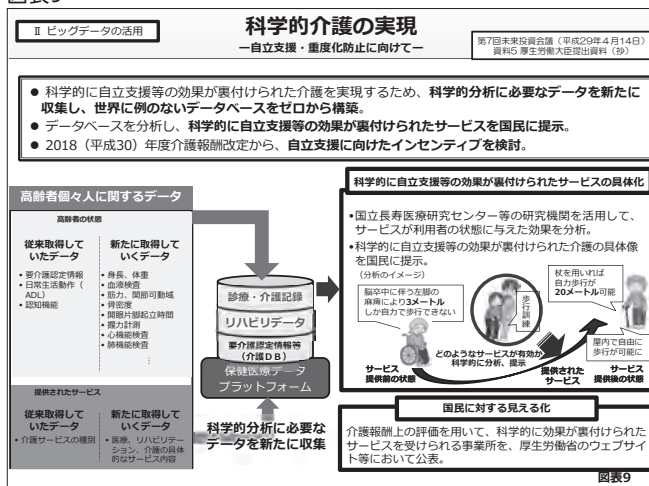 図表9
Ⅱ ビッグデータの活用
科学的介護の実現
ー自立支援・重度化防止に向けてー
第7回未来投資会議（平成29年４月14日）
資料5 厚生労働大臣提出資料（抄）
● 科学的に自立支援等の効果が裏付けられた介護を実現するため、科学的分析に必要なデータを新たに
収集し、世界に例のないデータベースをゼロから構築。
● データベースを分析し、科学的に自立支援等の効果が裏付けられたサービスを国民に提示。
● 2018（平成30）年度介護報酬改定から、自立支援に向けたインセンティブを検討。
高齢者個々人に関するデータ
高齢者の状態
従来取得して
いたデータ
• 要介護認定情報
• 日常生活動作（
ADL）
• 認知機能
新たに取得して
いくデータ
• 身長、体重
• 血液検査
• 筋力、関節可動域
• 骨密度
• 開眼片脚起立時間
• 握力計測
• 心機能検査
• 肺機能検査
⋮
提供されたサービス
従来取得して
いたデータ
• 介護サービスの種別
新たに取得して
いくデータ
• 医療、リハビリテー
ション、介護の具体
的なサービス内容
診療・介護記録
リハビリデータ
要介護認定情報等
（介護ＤＢ）
保健医療データ
プラットフォーム
科学的分析に必要な
データを新たに収集
科学的に自立支援等の効果が裏付けられたサービスの具体化
•国立長寿医療研究センター等の研究機関を活用して、
サービスが利用者の状態に与えた効果を分析。
•科学的に自立支援等の効果が裏付けられた介護の具体像
を国民に提示。
（分析のイメージ）
脳卒中に伴う左脚の
麻痺により3メートル
しか自力で歩行できない
歩行訓練
杖を用いれば
自力歩行が
20メートル可能
屋内で自由に
歩行が可能に
どのようなサービスが有効か
科学的に分析、提示
サービス
提供前の状態
提供された
サービス
サービス
提供後の状態
国民に対する見える化
介護報酬上の評価を用いて、科学的に効果が裏付けられた
サービスを受けられる事業所を、厚生労働省のウェブサイ
ト等において公表。
図表9